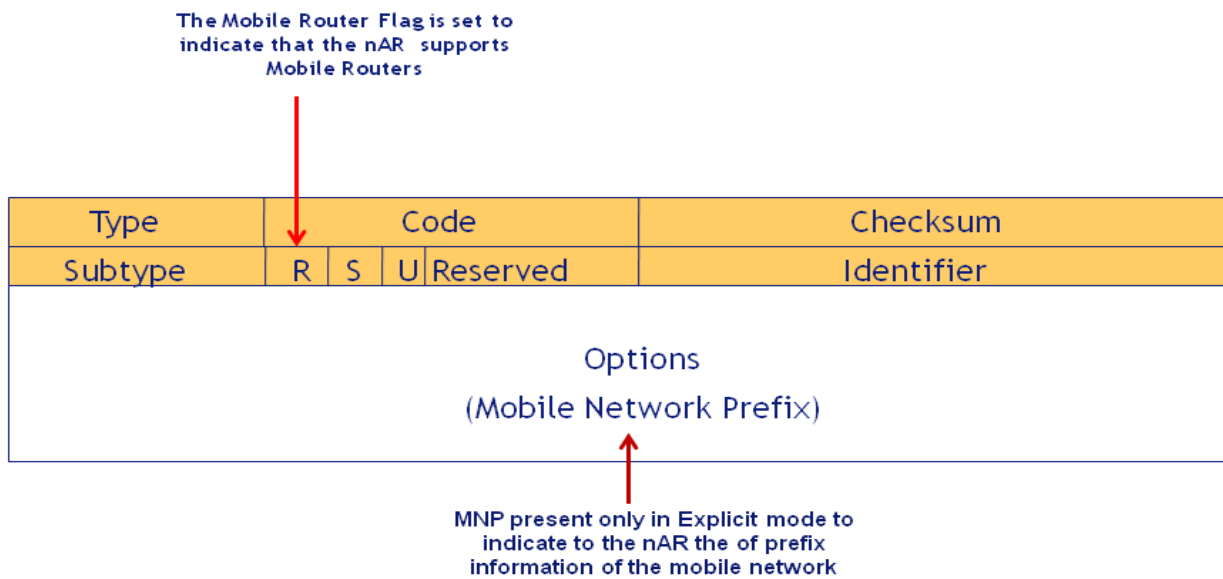 The Mobile Router Flag is set to
indicate that the nAR supports
Mobile Routers
Type Code Checksum
Subtype R S U Reserved Identifier
Options
(Mobile Network Prefix)
MNP present only in Explicit mode to
indicate to the nAR the of prefix
information of the mobile network